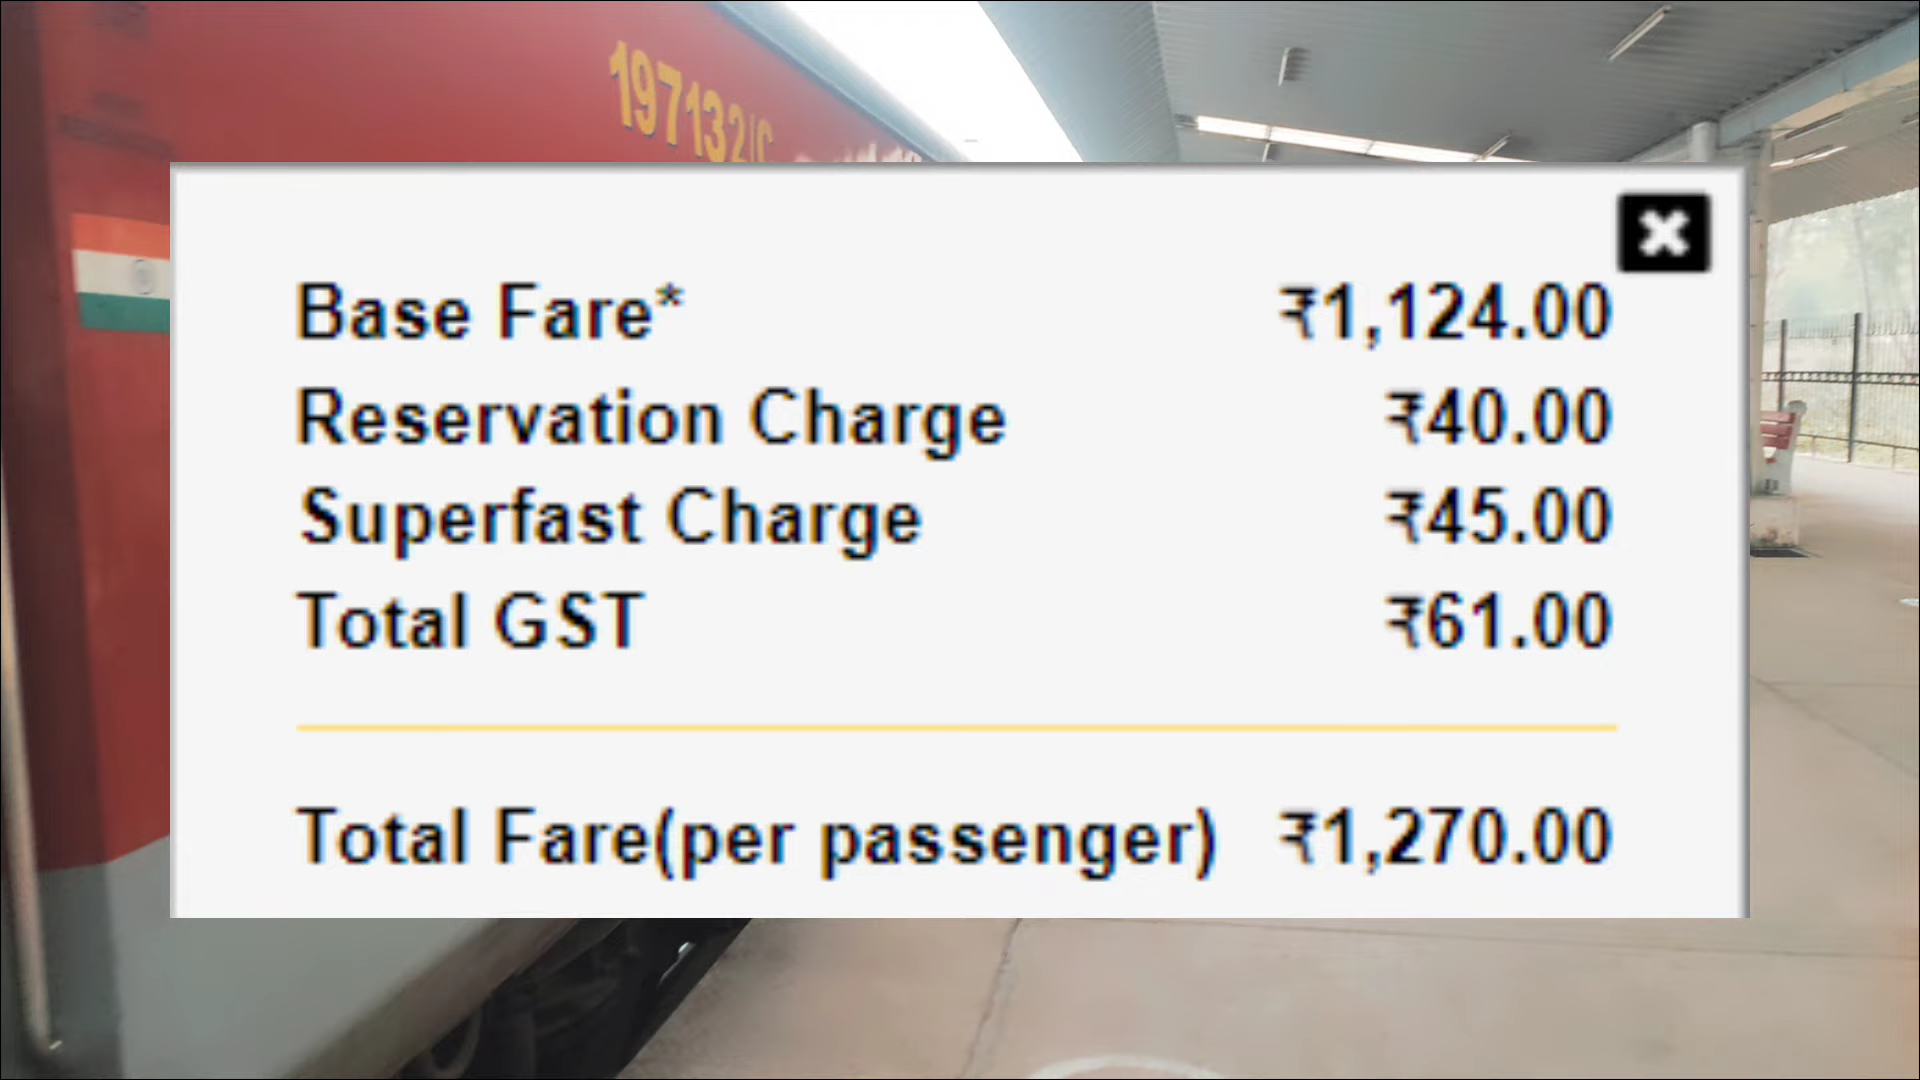 197132/C
Base Fare* ₹1,124.00
Reservation Charge ₹40.00
Superfast Charge ₹45.00
Total GST ₹61.00
Total Fare(per passenger) ₹1,270.00